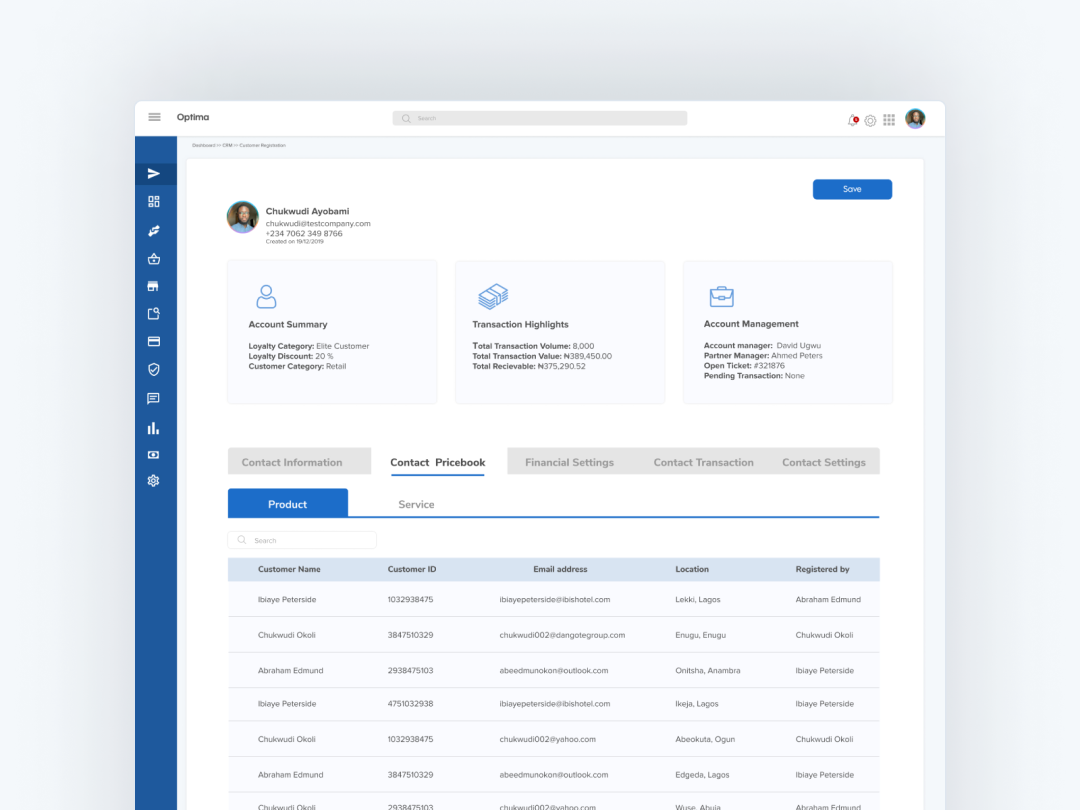 Optima
Search
6
Dashboard >> CRM >> Customer Registration
Save
Chukwudi Ayobami
chukwudi@testcompany.com
+234 7062 349 8766
Created on 19/12/2019
Account Summary
Loyalty Category: Elite Customer
Loyalty Discount: 20 %
Customer Category: Retail
Transaction Highlights
Total Transaction Volume: 8,000
Total Transaction Value: ₦389,450.00
Total Recievable: ₦375,290.52
Account Management
Account manager: David Ugwu
Partner Manager: Ahmed Peters
Open Ticket: #321876
Pending Transaction: None
Contact Information Contact Pricebook Financial Settings Contact Transaction Contact Settings
Product Service
Search
Customer Name Customer ID Email address Location Registered by
Ibiaye Peterside 1032938475 ibiayepeterside@ibishotel.com Lekki, Lagos Abraham Edmund
Chukwudi Okoli 3847510329 chukwudi002@dangotegroup.com Enugu, Enugu Chukwudi Okoli
Abraham Edmund 2938475103 abeedmunokon@outlook.com Onitsha, Anambra Ibiaye Peterside
Ibiaye Peterside 4751032938 ibiayepeterside@ibishotel.com Ikeja, Lagos Ibiaye Peterside
Chukwudi Okoli 1032938475 chukwudi002@yahoo.com Abeokuta, Ogun Chukwudi Okoli
Abraham Edmund 3847510329 abeedmunokon@outlook.com Edgeda, Lagos Ibiaye Peterside
Chukwudi Okoli 2938475103 chukwudi002@yahoo.com Wuse, Abuja Abraham Edmund